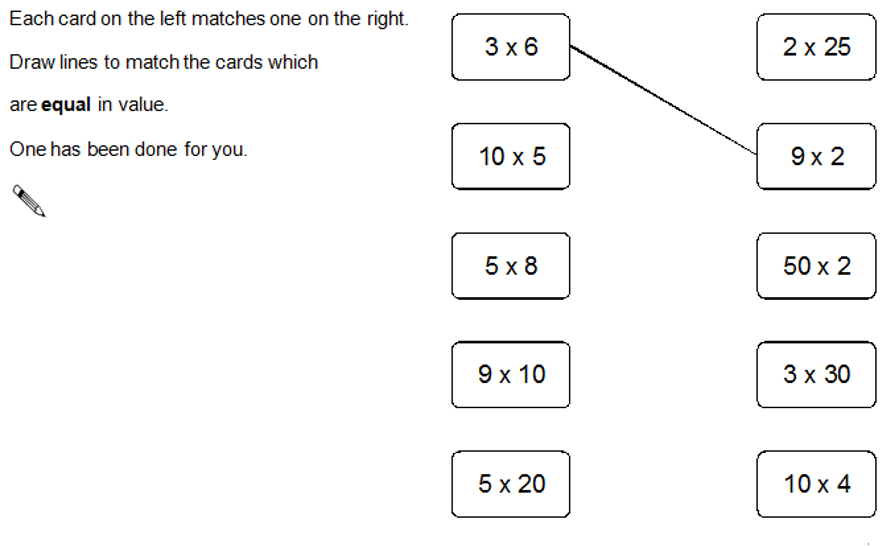 Each card on the left matches one on the right.
Draw lines to match the cards which
are equal in value.
One has been done for you.
3 x 6
2 x 25
10 x 5
9 x 2
5 x 8
50 x 2
9 x 10
3 x 30
5 x 20
10 x 4